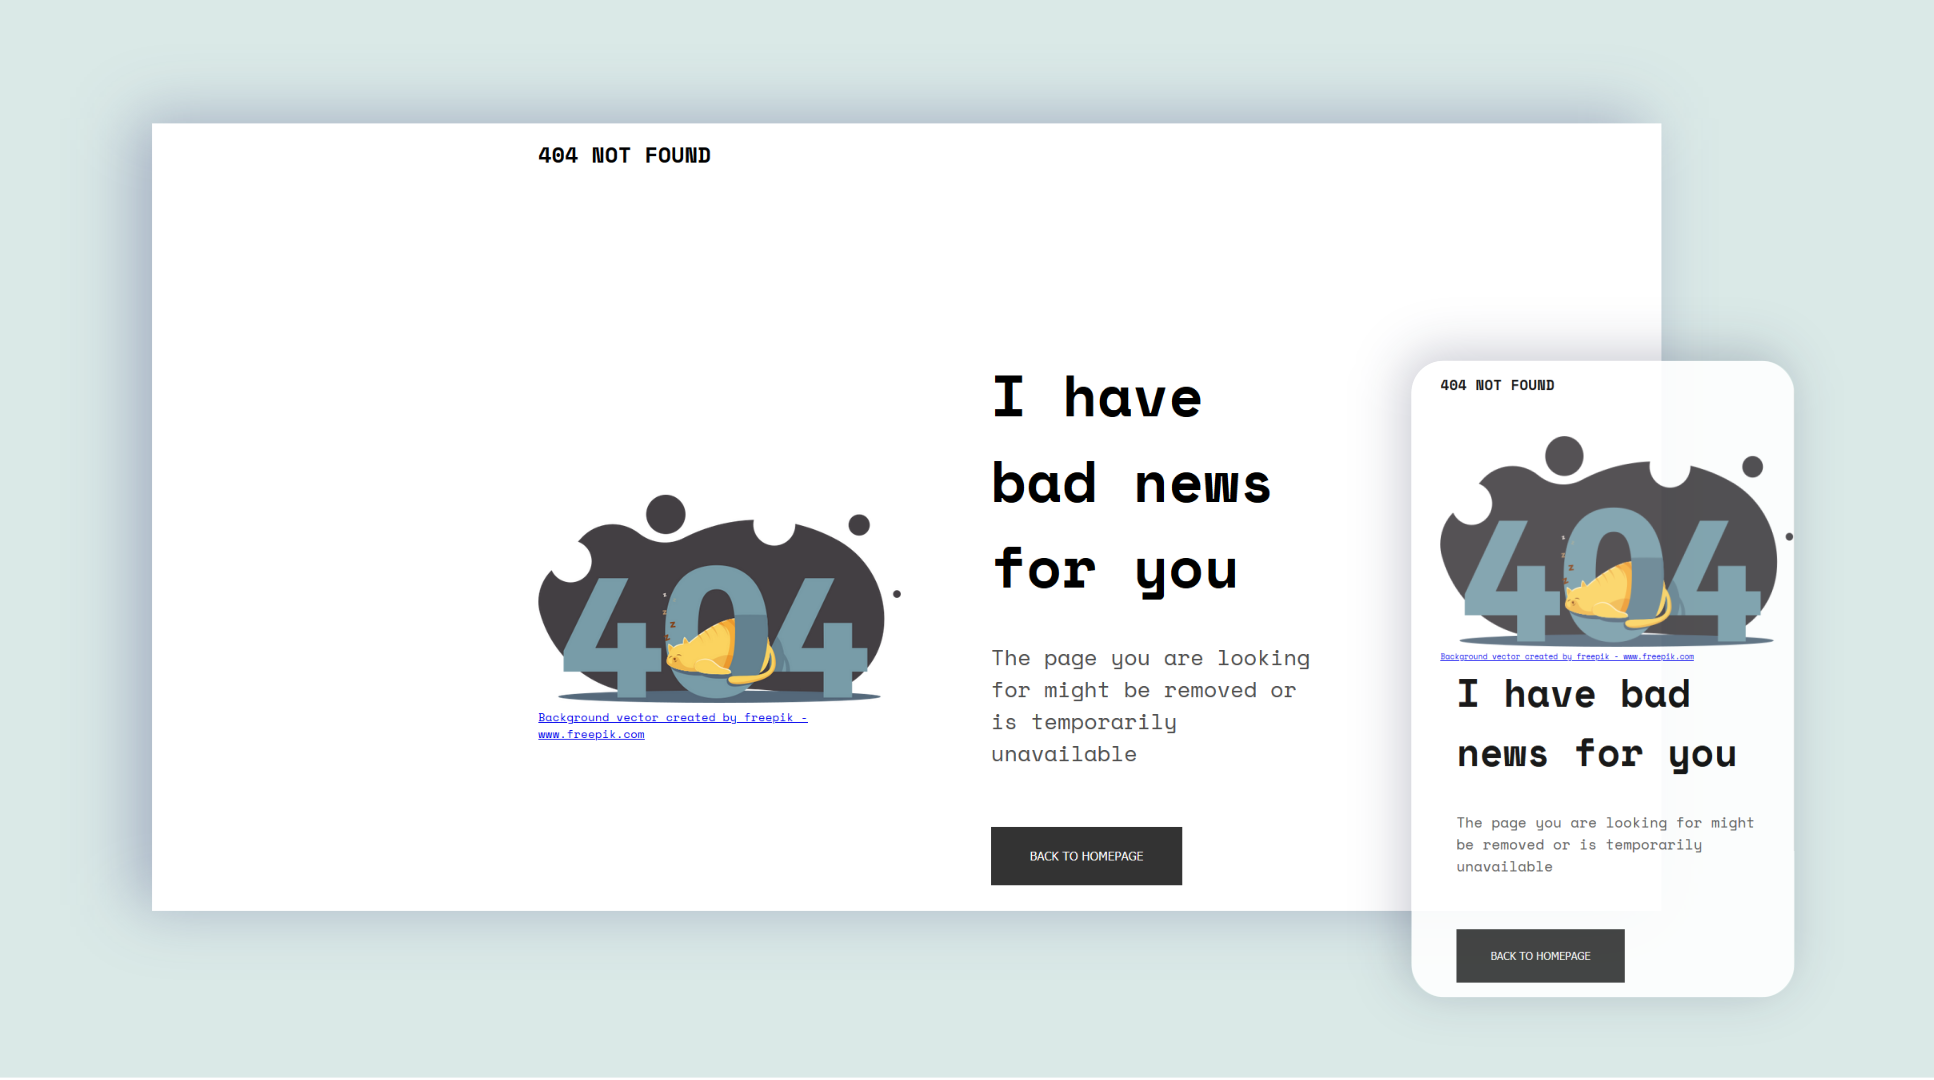 404 NOT FOUND
I have
bad news
for you
404
z
z
z
z
Background vector created by freepik -
www.freepik.com
The page you are looking
for might be removed or
is temporarily
unavailable
BACK TO HOMEPAGE
404 NOT FOUND
404
z
z
z
z
Background vector created by freepik - www.freepik.com
I have bad
news for you
The page you are looking for might
be removed or is temporarily
unavailable
BACK TO HOMEPAGE